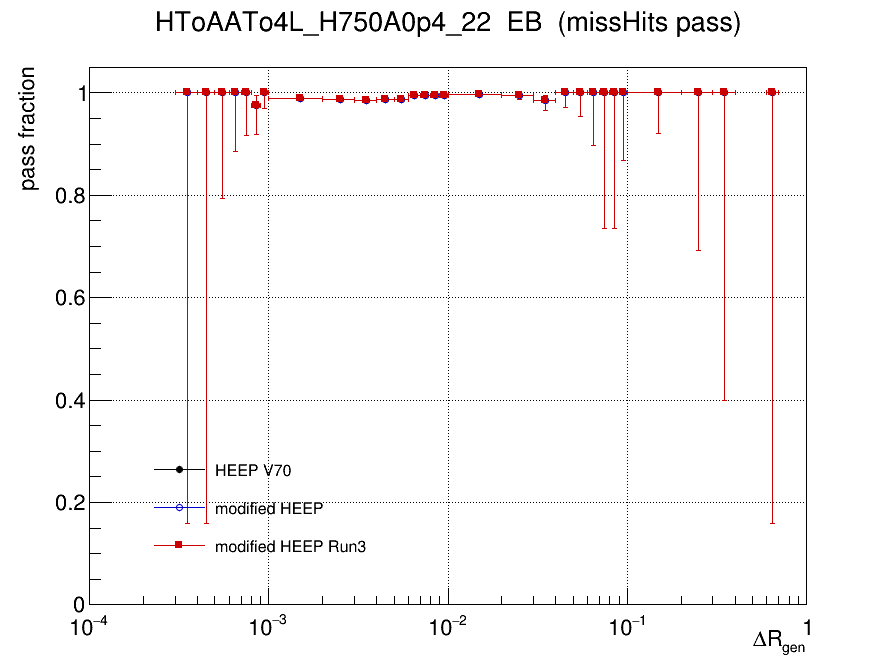 HToAATo4L_H750A0p4_22 EB (missHits pass)
pass fraction
1
0.8
0.6
0.4
0.2
0
HEEP V70
modified HEEP
modified HEEP Run3
10⁻⁴ 10⁻³ 10⁻² 10⁻¹ 1
ΔR_gen